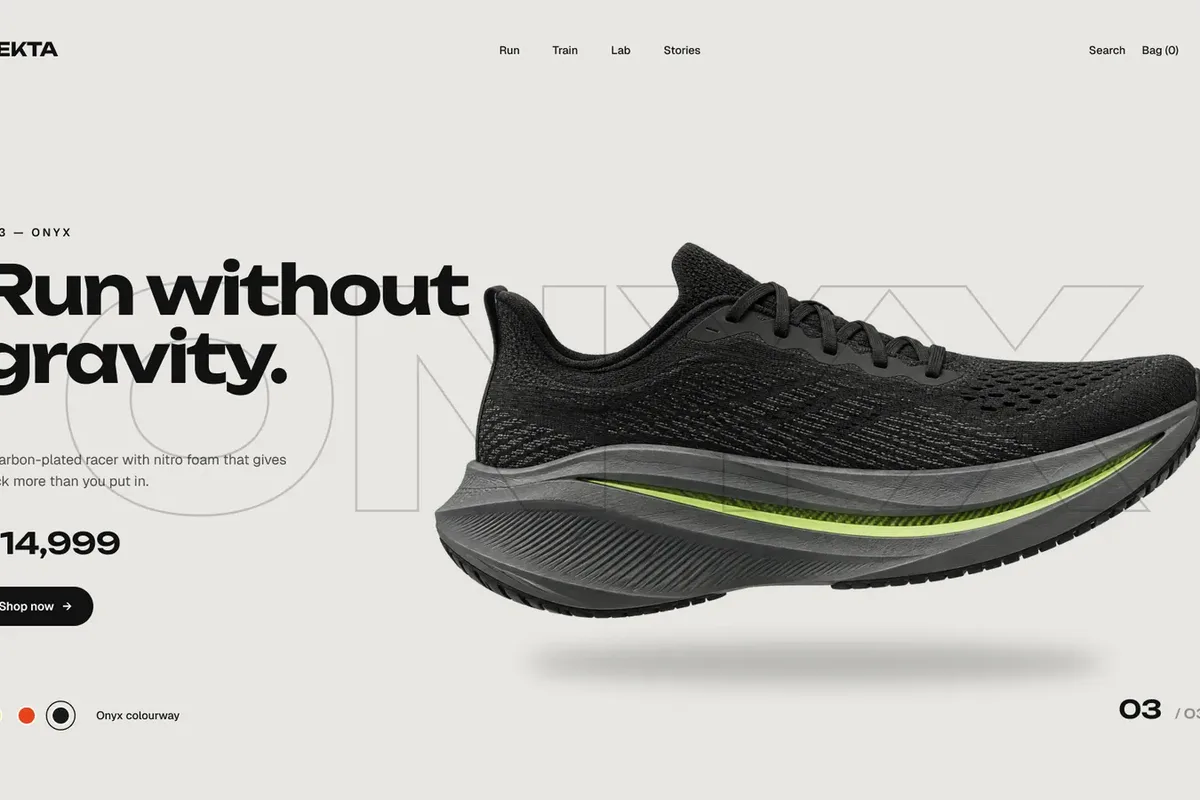 EKTA
Run Train Lab Stories
Search Bag (0)
3 — ONYX
Run without
gravity.
ONYX
arbon-plated racer with nitro foam that gives
ck more than you put in.
14,999
Shop now →
Onyx colourway
03 / 03